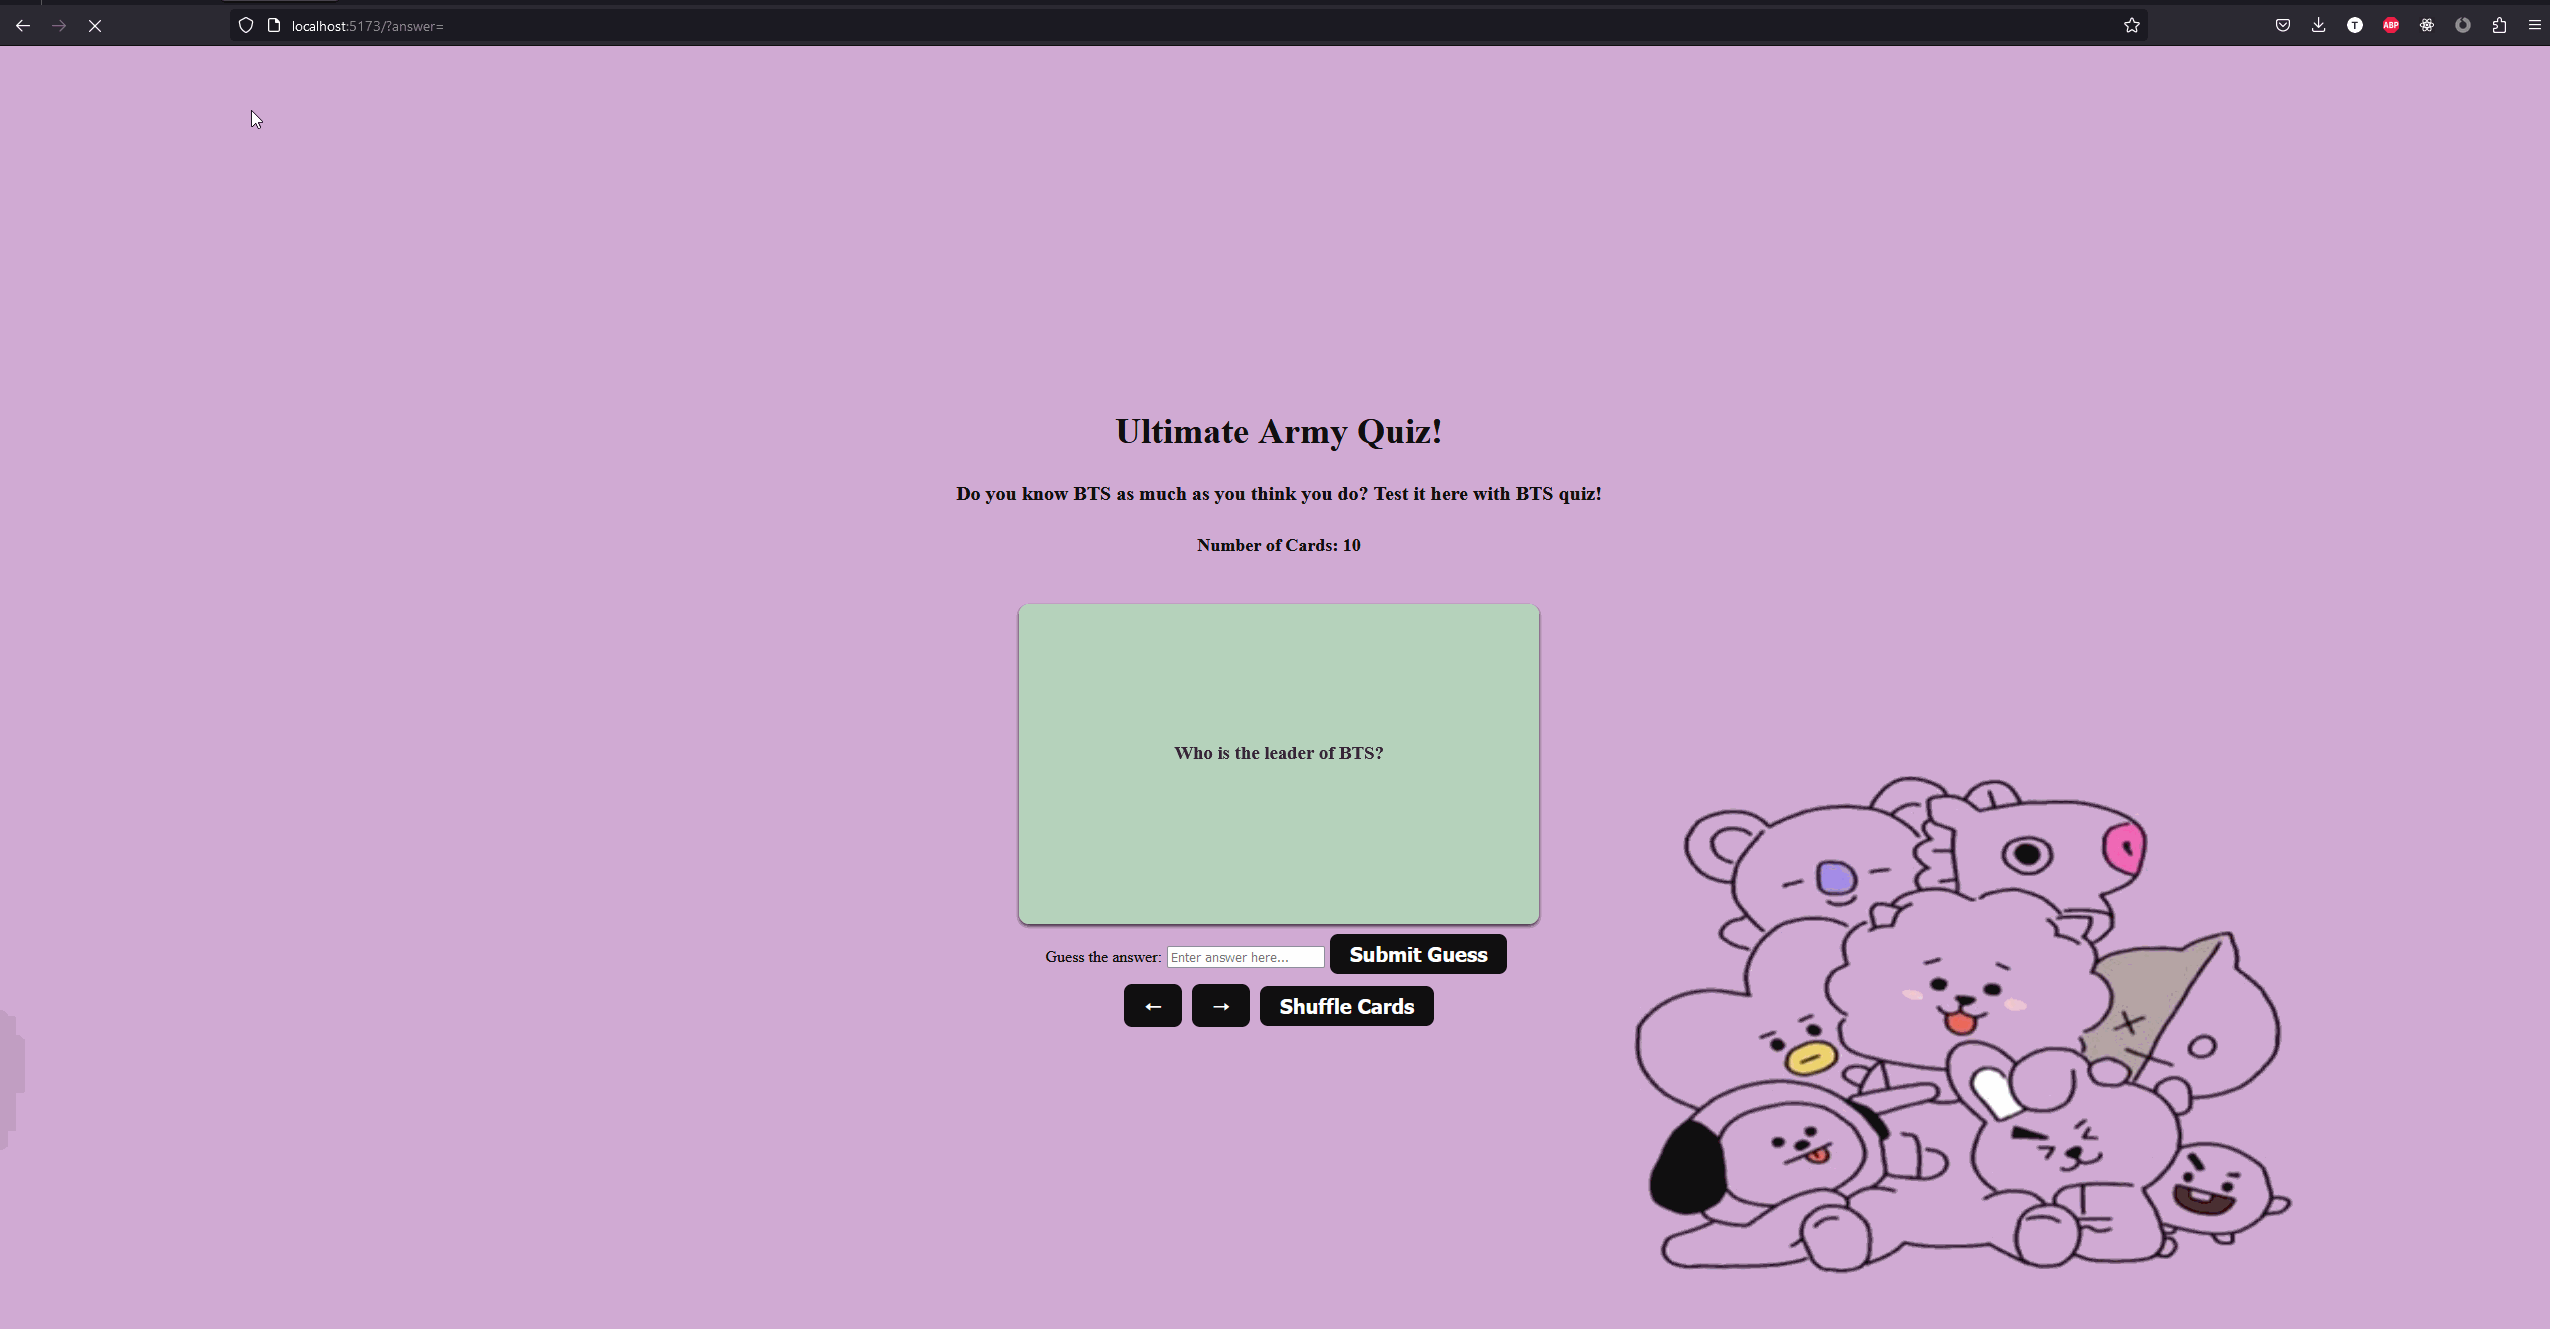 localhost:5173/?answer=
T
ABP
Ultimate Army Quiz!
Do you know BTS as much as you think you do? Test it here with BTS quiz!
Number of Cards: 10
Who is the leader of BTS?
Guess the answer: Enter answer here... Submit Guess
← → Shuffle Cards